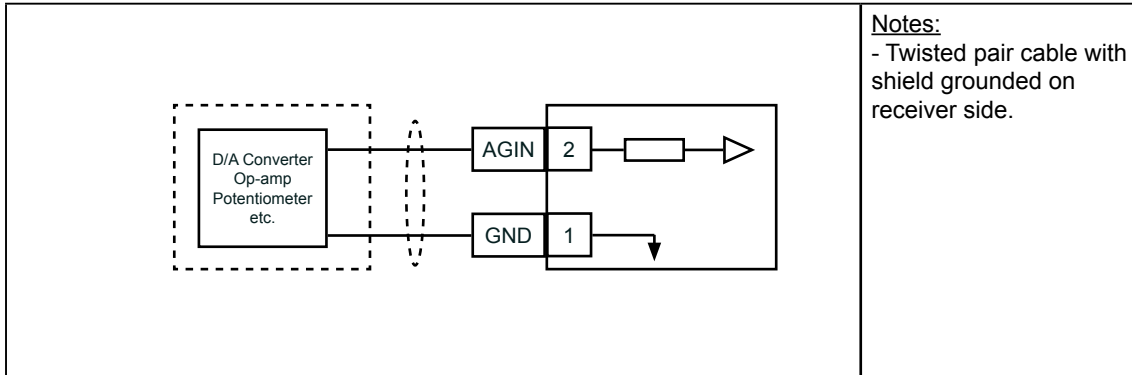 D/A Converter
Op-amp
Potentiometer
etc.
AGIN 2
GND 1
Notes:
- Twisted pair cable with
shield grounded on
receiver side.